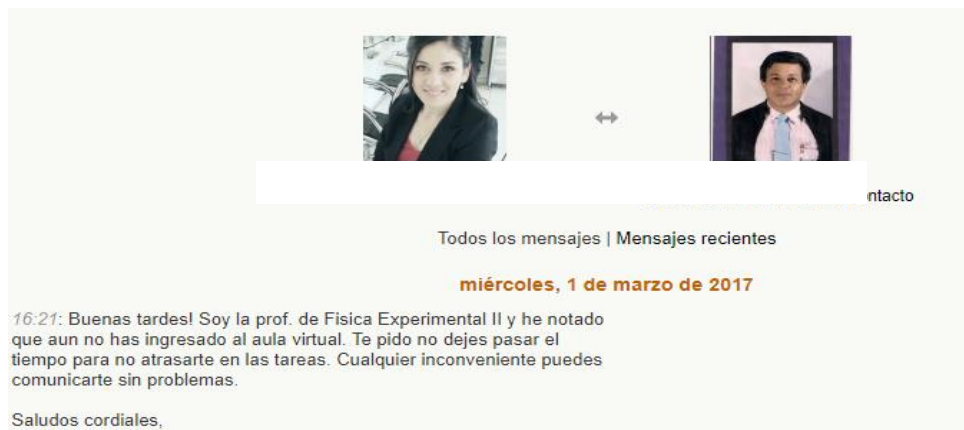 ntacto
Todos los mensajes | Mensajes recientes
miércoles, 1 de marzo de 2017
16:21: Buenas tardes! Soy la prof. de Fisica Experimental II y he notado
que aun no has ingresado al aula virtual. Te pido no dejes pasar el
tiempo para no atrasarte en las tareas. Cualquier inconveniente puedes
comunicarte sin problemas.
Saludos cordiales,